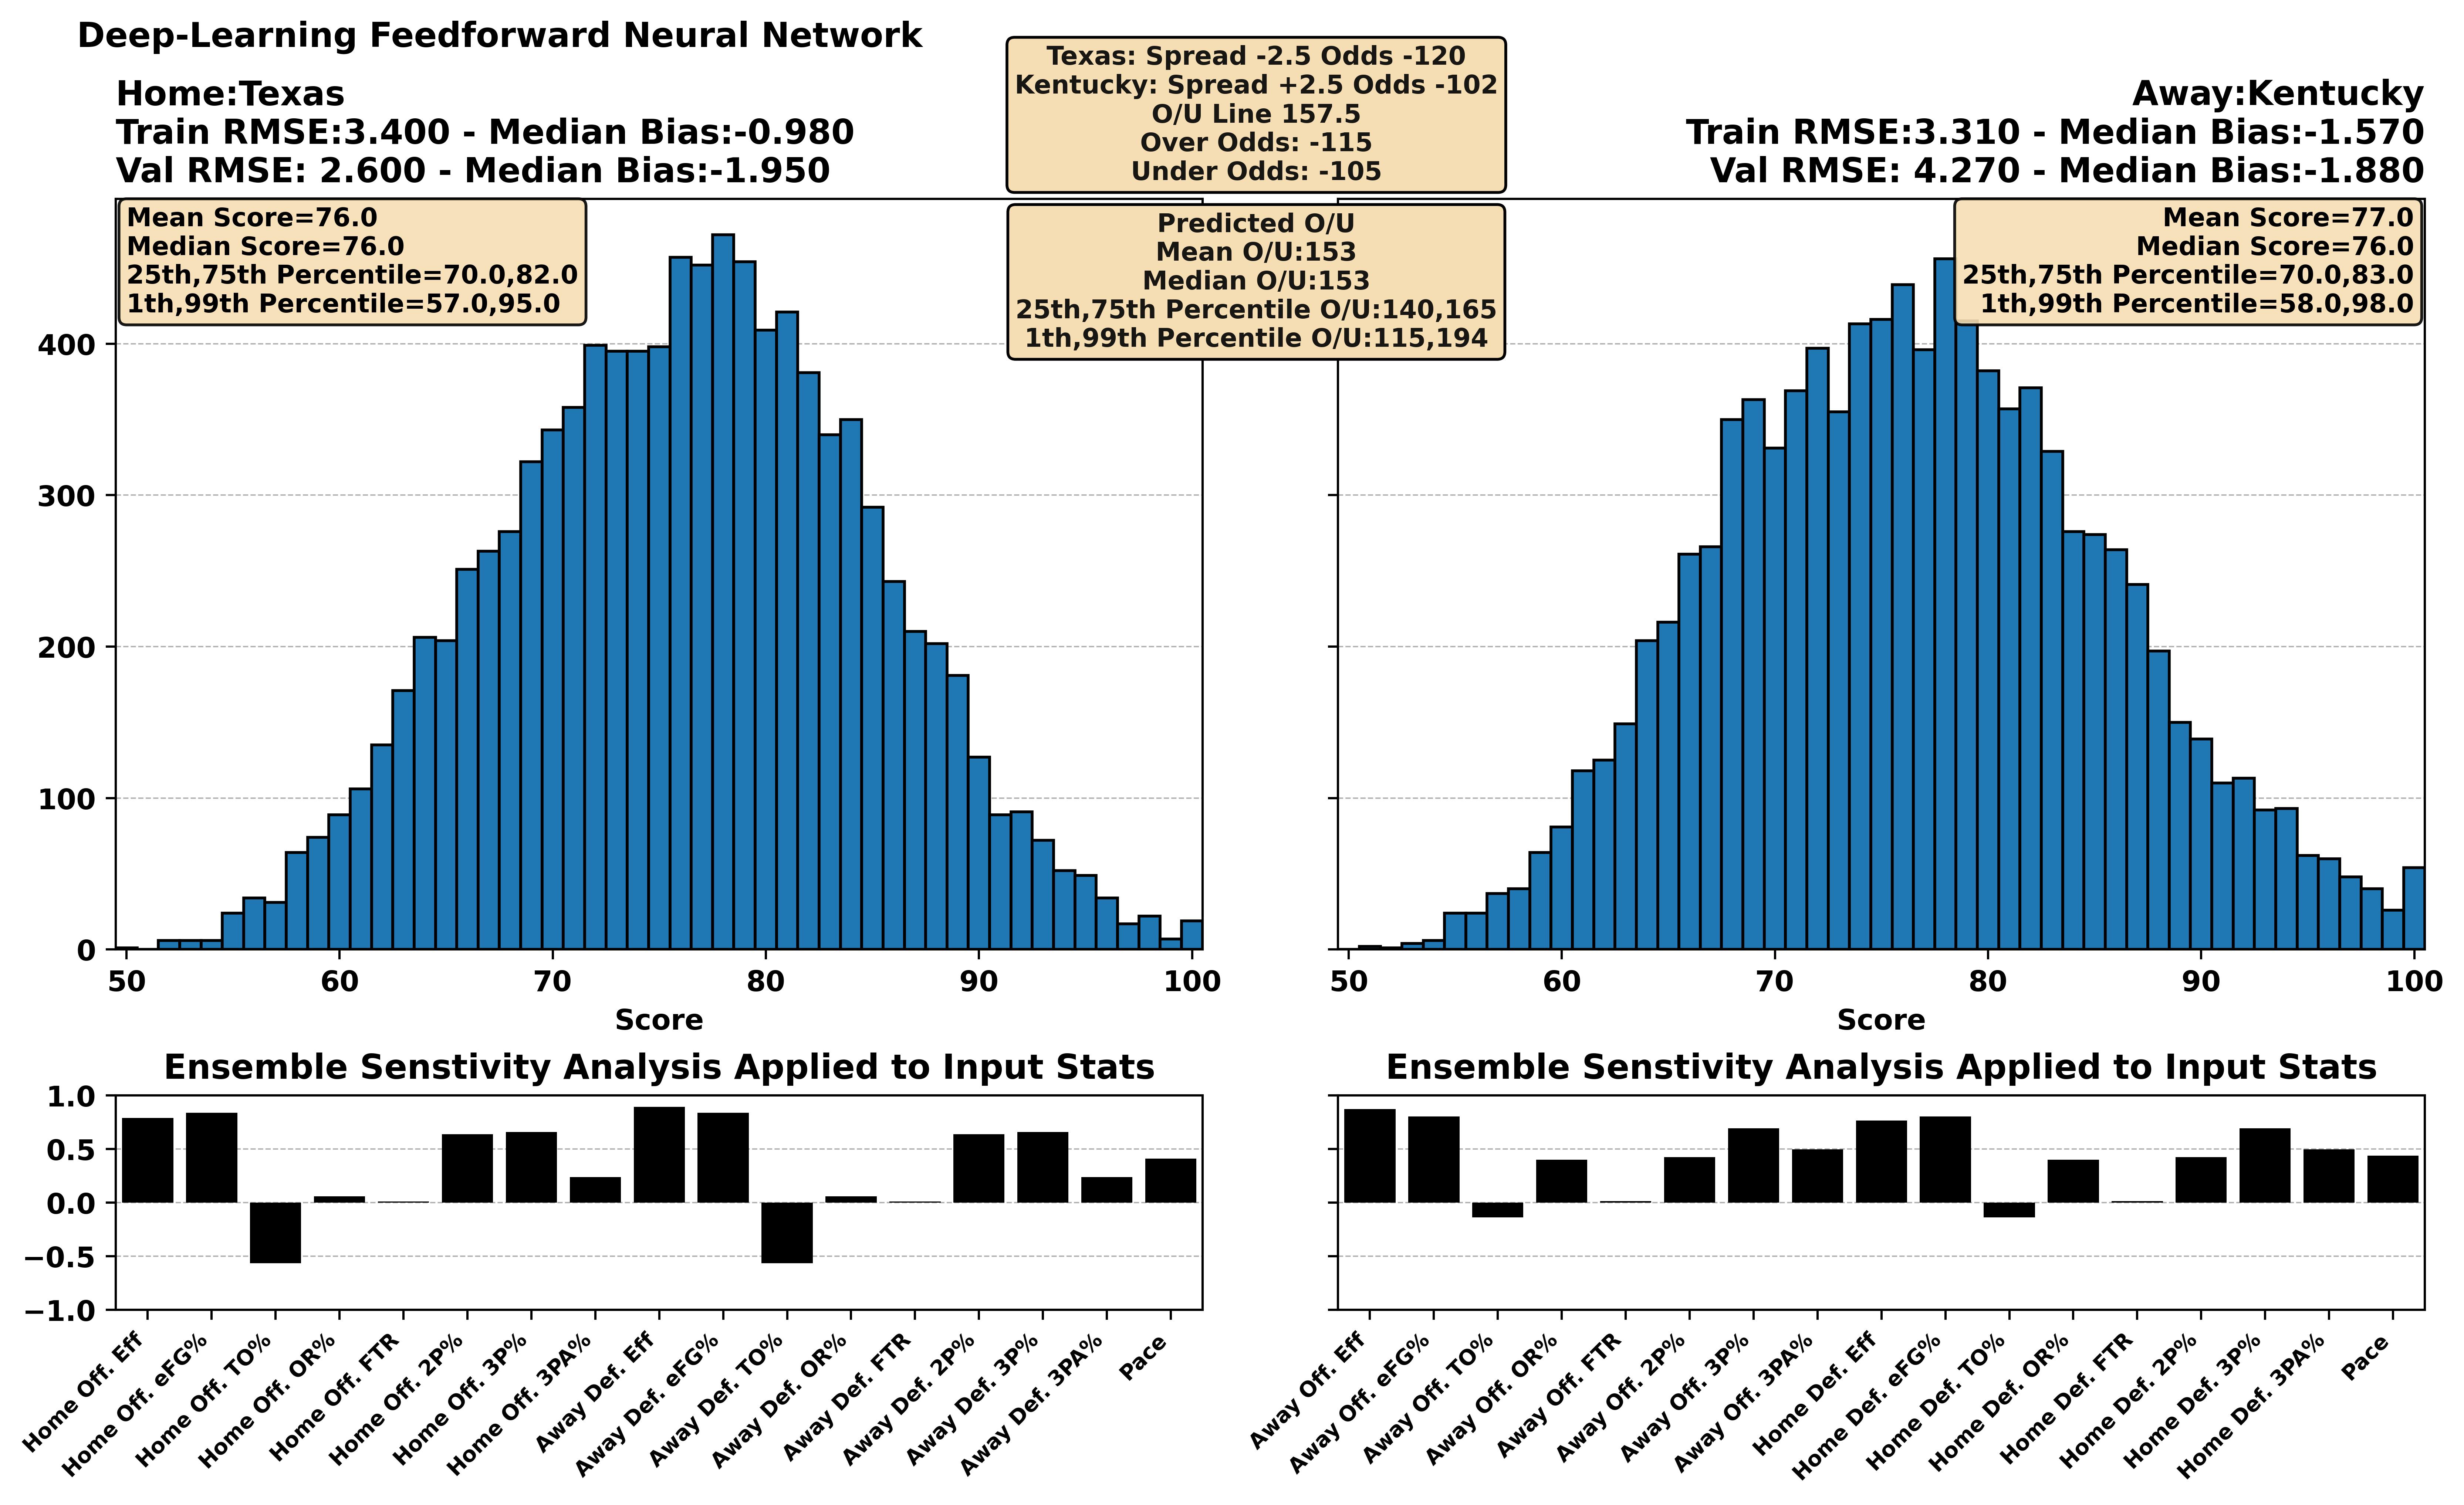 Deep-Learning Feedforward Neural Network
Home:Texas
Train RMSE:3.400 - Median Bias:-0.980
Val RMSE: 2.600 - Median Bias:-1.950
Texas: Spread -2.5 Odds -120
Kentucky: Spread +2.5 Odds -102
O/U Line 157.5
Over Odds: -115
Under Odds: -105
Away:Kentucky
Train RMSE:3.310 - Median Bias:-1.570
Val RMSE: 4.270 - Median Bias:-1.880
Mean Score=76.0
Median Score=76.0
25th,75th Percentile=70.0,82.0
1th,99th Percentile=57.0,95.0
Predicted O/U
Mean O/U:153
Median O/U:153
25th,75th Percentile O/U:140,165
1th,99th Percentile O/U:115,194
Mean Score=77.0
Median Score=76.0
25th,75th Percentile=70.0,83.0
1th,99th Percentile=58.0,98.0
400
300
200
100
0
50 60 70 80 90 100
Score
50 60 70 80 90 100
Score
Ensemble Senstivity Analysis Applied to Input Stats
1.0
0.5
0.0
−0.5
−1.0
Home Off. Eff
Home Off. eFG%
Home Off. TO%
Home Off. OR%
Home Off. FTR
Home Off. 2P%
Home Off. 3P%
Home Off. 3PA%
Away Def. Eff
Away Def. eFG%
Away Def. TO%
Away Def. OR%
Away Def. FTR
Away Def. 2P%
Away Def. 3P%
Away Def. 3PA%
Pace
Ensemble Senstivity Analysis Applied to Input Stats
Away Off. Eff
Away Off. eFG%
Away Off. TO%
Away Off. OR%
Away Off. FTR
Away Off. 2P%
Away Off. 3P%
Away Off. 3PA%
Home Def. Eff
Home Def. eFG%
Home Def. TO%
Home Def. OR%
Home Def. FTR
Home Def. 2P%
Home Def. 3P%
Home Def. 3PA%
Pace